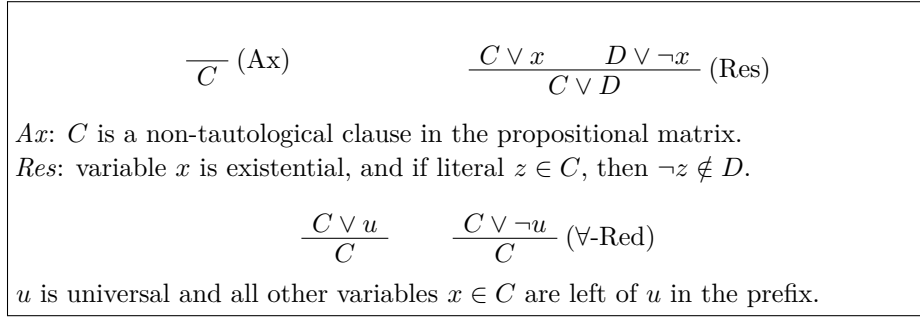 C (Ax)
C ∨ x    D ∨ ¬x
C ∨ D (Res)
Ax: C is a non-tautological clause in the propositional matrix.
Res: variable x is existential, and if literal z ∈ C, then ¬z ∉ D.
C ∨ u    C ∨ ¬u
C    C (∀-Red)
u is universal and all other variables x ∈ C are left of u in the prefix.